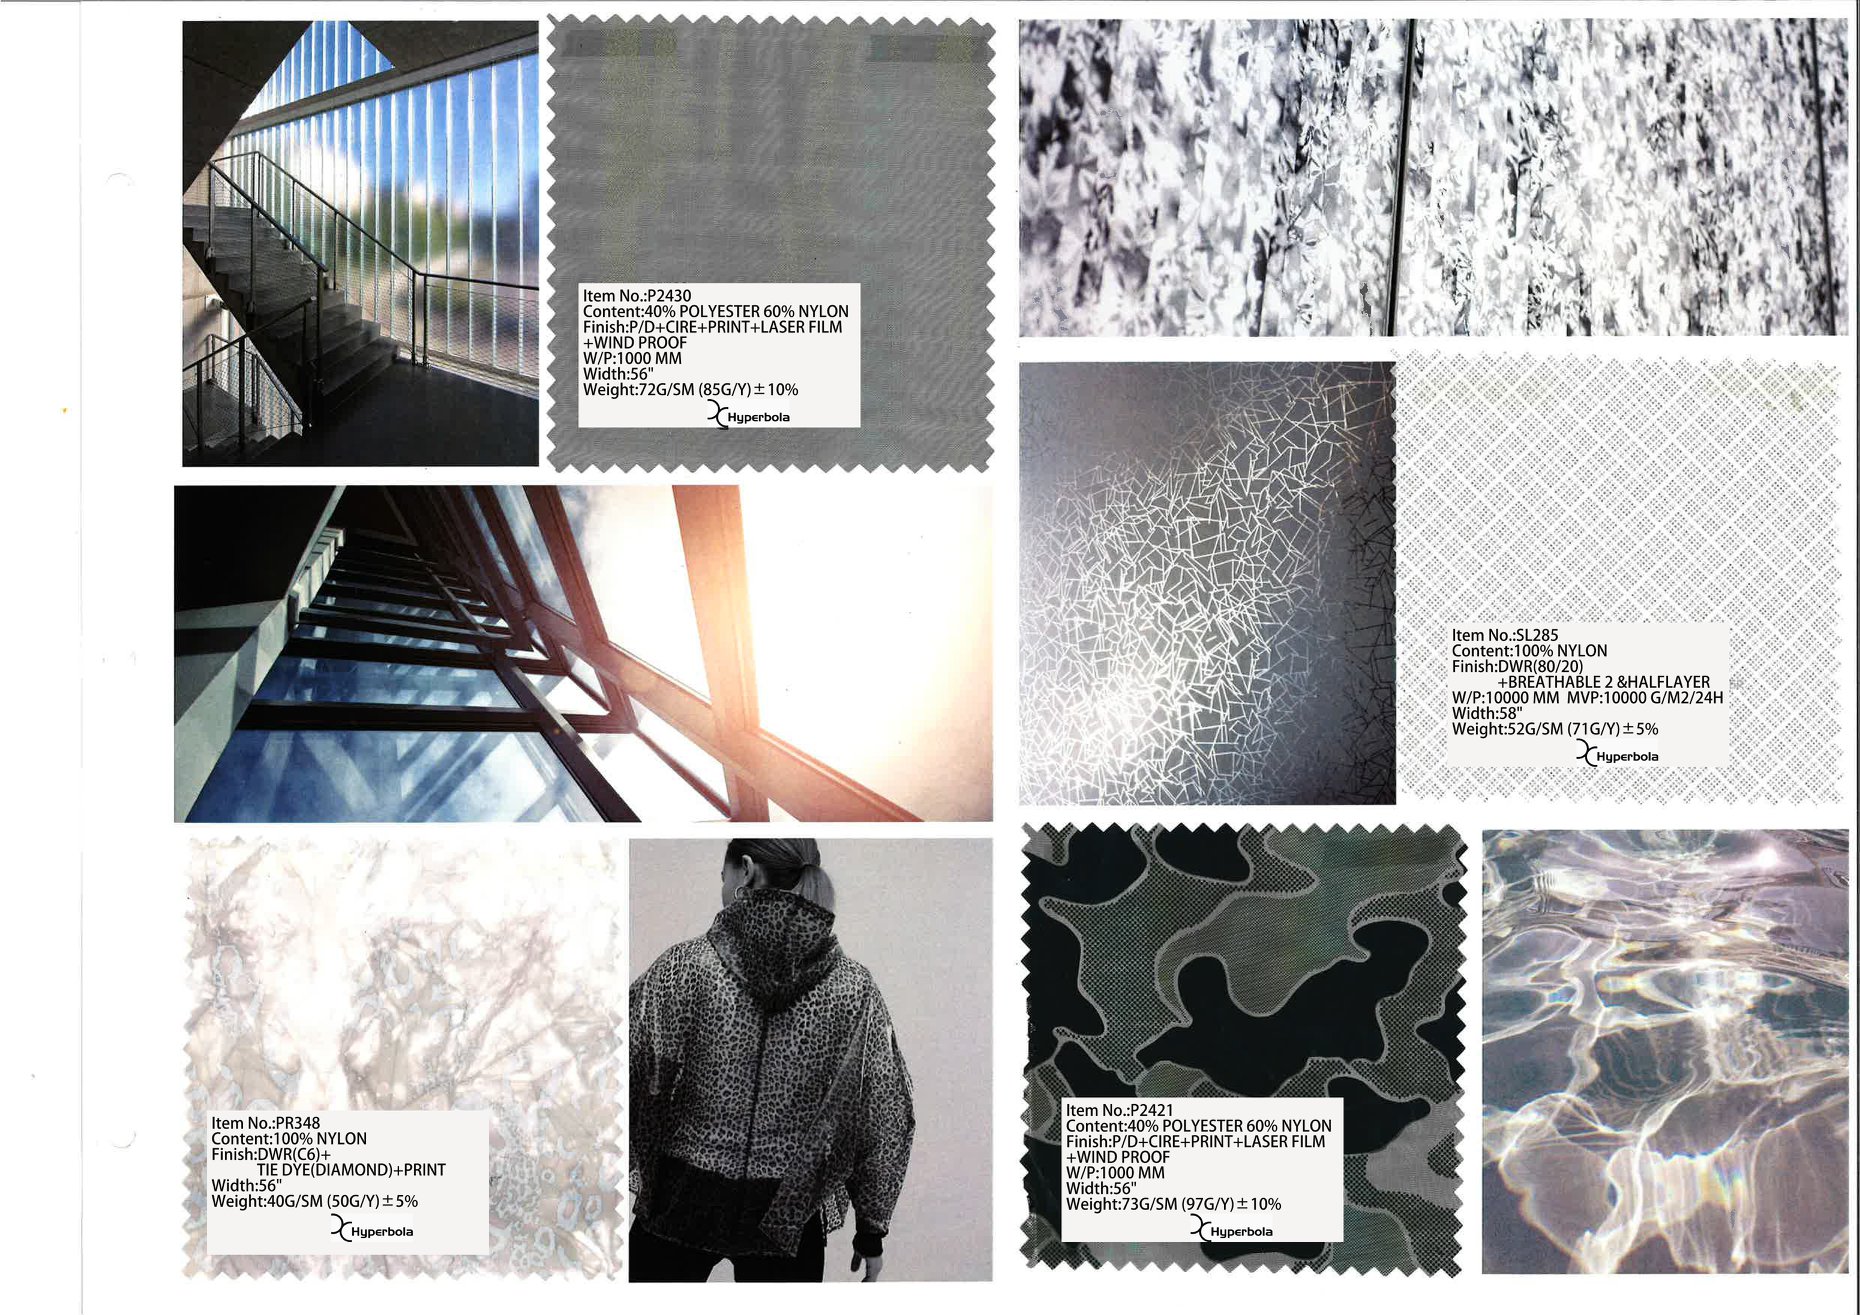 Item No.:P2430
Content:40% POLYESTER 60% NYLON
Finish:P/D+CIRE+PRINT+LASER FILM
+WIND PROOF
W/P:1000 MM
Width:56"
Weight:72G/SM (85G/Y)±10%
Hyperbola
Item No.:SL285
Content:100% NYLON
Finish:DWR(80/20)
+BREATHABLE 2 &HALFLAYER
W/P:10000 MM MVP:10000 G/M2/24H
Width:58"
Weight:52G/SM (71G/Y)±5%
Hyperbola
Item No.:PR348
Content:100% NYLON
Finish:DWR(C6)+
TIE DYE(DIAMOND)+PRINT
Width:56"
Weight:40G/SM (50G/Y)±5%
Hyperbola
Item No.:P2421
Content:40% POLYESTER 60% NYLON
Finish:P/D+CIRE+PRINT+LASER FILM
+WIND PROOF
W/P:1000 MM
Width:56"
Weight:73G/SM (97G/Y)±10%
Hyperbola